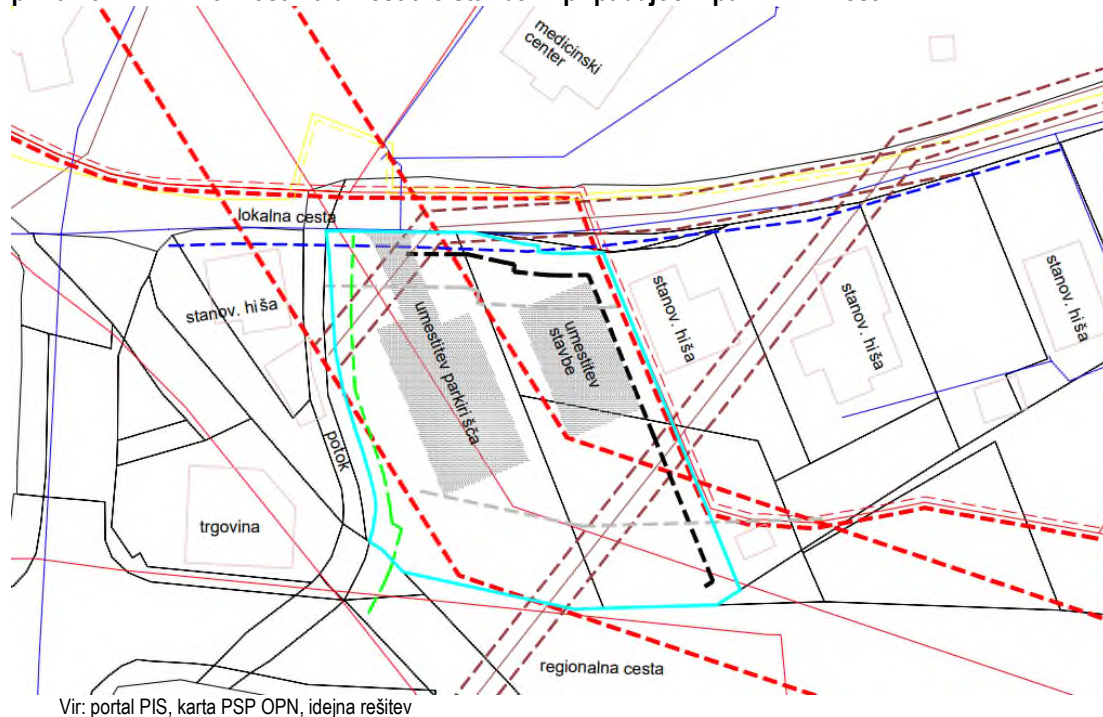 medicinski
center
lokalna cesta
stanov. hiša
umestitev parkirišča
umestitev
stavbe
stanov. hiša
stanov. hiša
stanov. hiša
potok
trgovina
regionalna cesta
Vir: portal PIS, karta PSP OPN, idejna rešitev